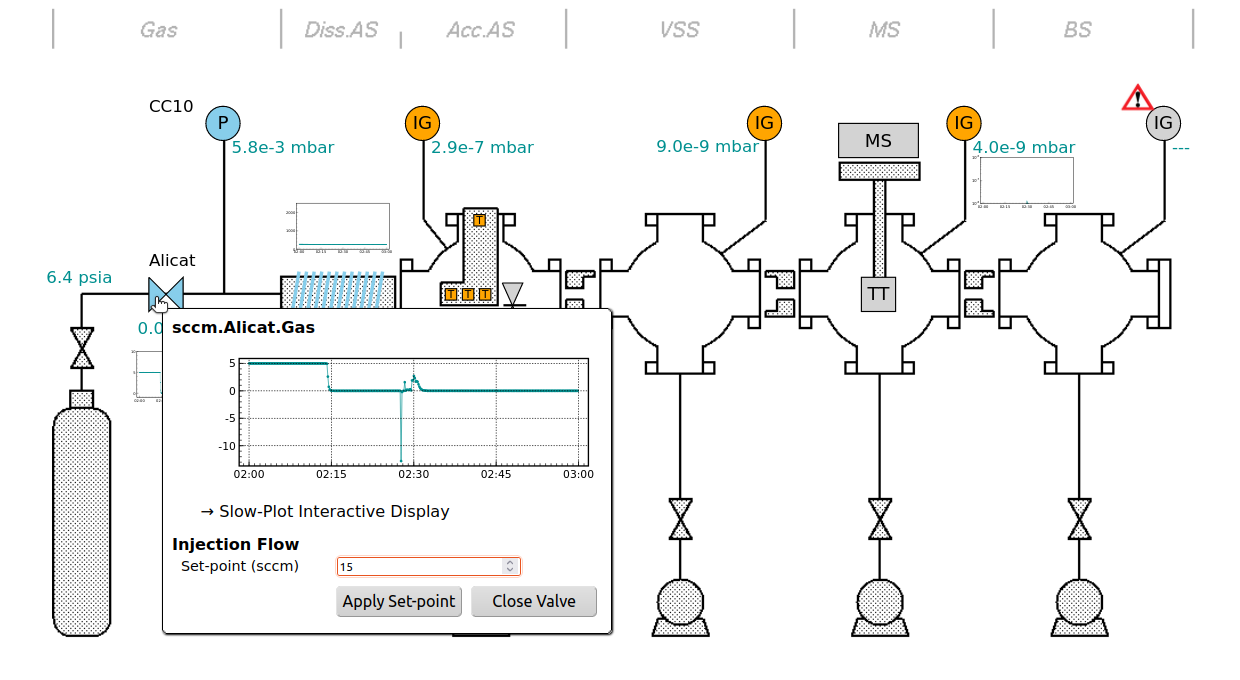 Gas Diss.AS Acc.AS VSS MS BS
CC10
P IG IG IG IG
MS
5.8e-3 mbar 2.9e-7 mbar 9.0e-9 mbar 4.0e-9 mbar ---
T
Alicat
6.4 psia
T T T
TT
0.0
sccm.Alicat.Gas
5
0
-5
-10
02:00 02:15 02:30 02:45 03:00
→ Slow-Plot Interactive Display
Injection Flow
Set-point (sccm) 15
Apply Set-point Close Valve